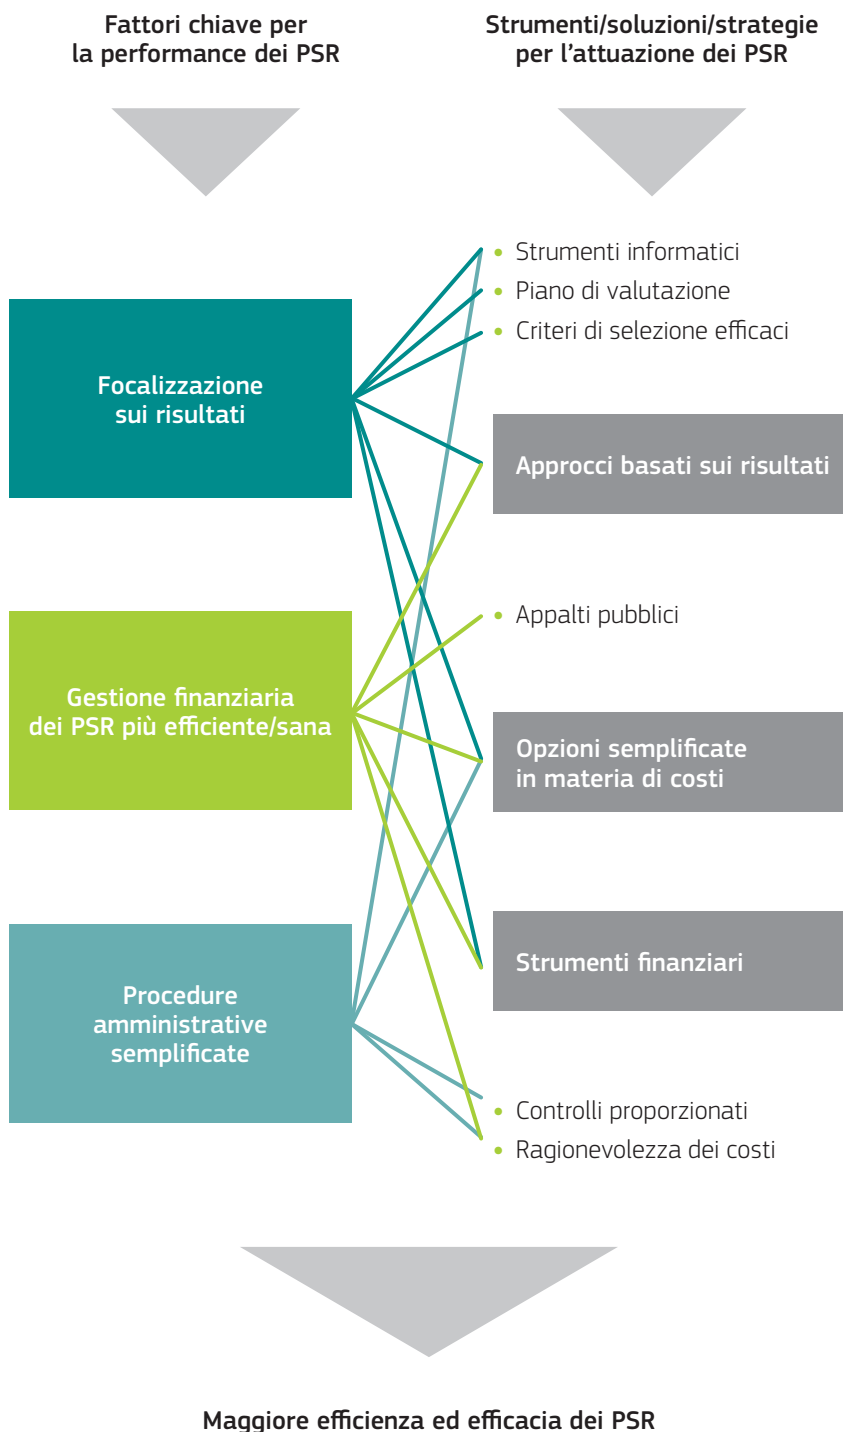 Fattori chiave per
la performance dei PSR
Strumenti/soluzioni/strategie
per l'attuazione dei PSR
Focalizzazione
sui risultati
Gestione finanziaria
dei PSR più efficiente/sana
Procedure
amministrative
semplificate
• Strumenti informatici
• Piano di valutazione
• Criteri di selezione efficaci
Approcci basati sui risultati
• Appalti pubblici
Opzioni semplificate
in materia di costi
Strumenti finanziari
• Controlli proporzionati
• Ragionevolezza dei costi
Maggiore efficienza ed efficacia dei PSR